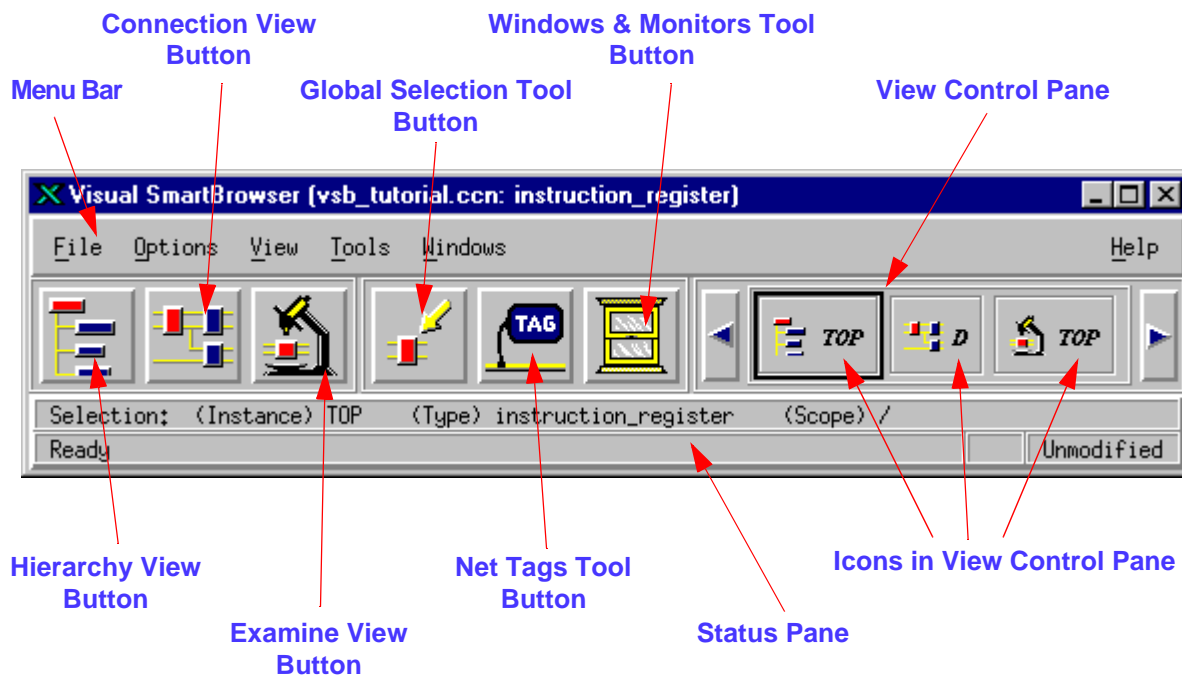 Connection View
Button
Windows & Monitors Tool
Button
Menu Bar
Global Selection Tool
Button
View Control Pane
Visual SmartBrowser (vsb_tutorial.ccn: instruction_register)
File Options View Tools Windows Help
TAG
TOP
D
TOP
Selection: (Instance) TOP (Type) instruction_register (Scope) /
Ready Unmodified
Hierarchy View
Button
Net Tags Tool
Button
Icons in View Control Pane
Examine View
Button
Status Pane